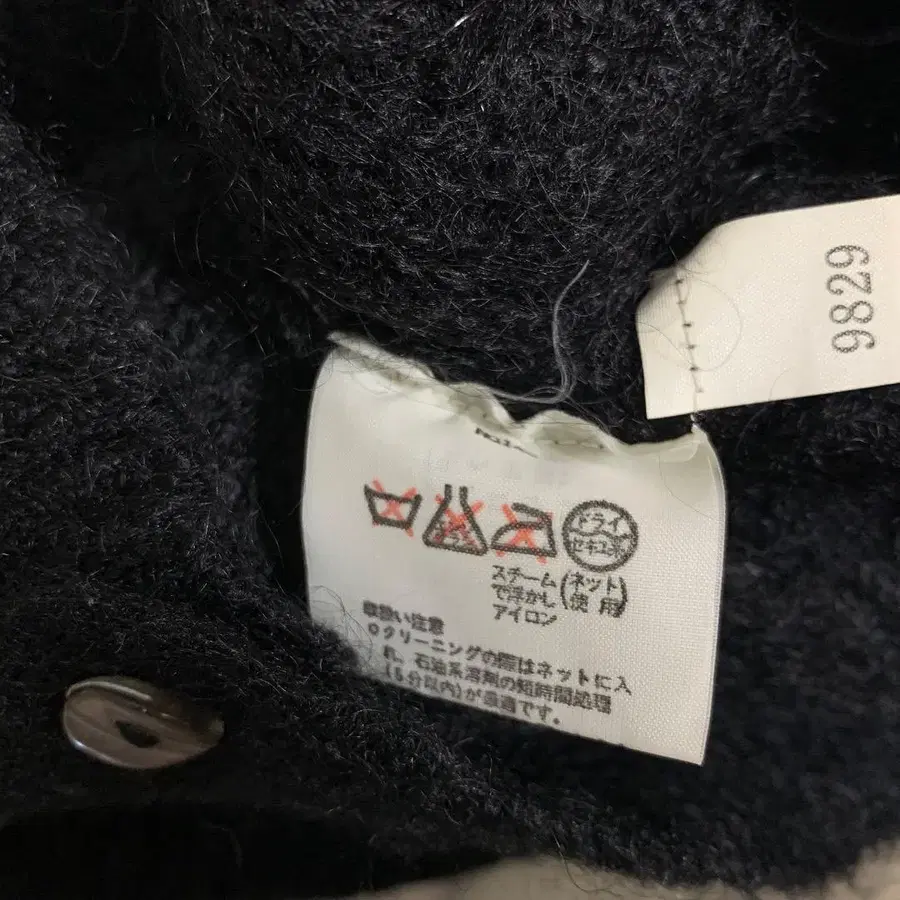 ドライ
セキユ系
スチーム (ネット)
で浮かし (使用)
アイロン
取扱い注意
○クリーニングの際はネットに入
れ、石油系溶剤の短時間処理
(5分以内)が最適です。
9829